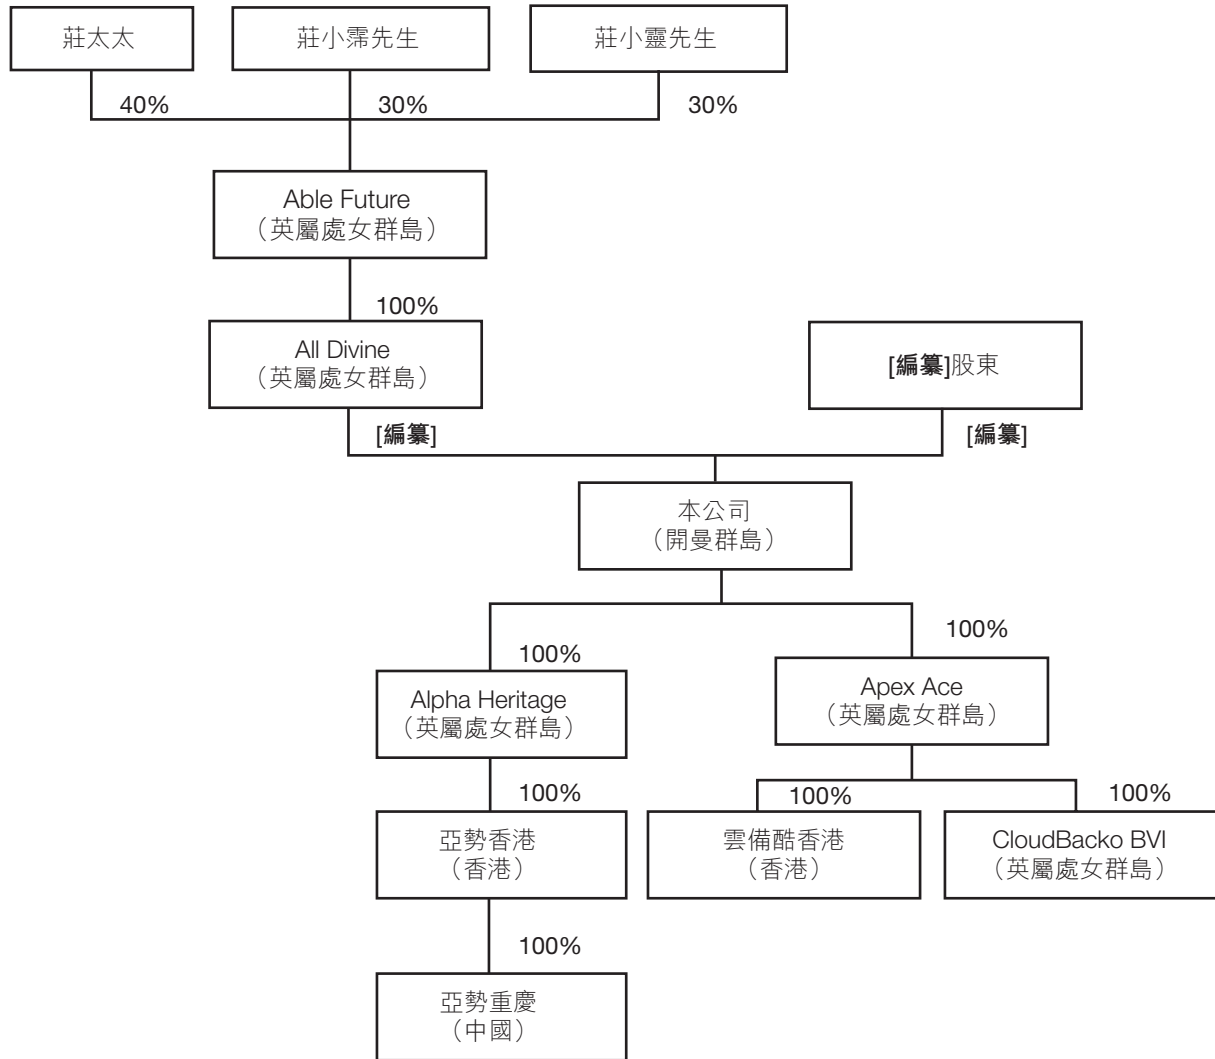 莊太太
莊小霈先生
莊小靈先生
40%
30%
30%
Able Future
（英屬處女群島）
100%
All Divine
（英屬處女群島）
[編纂]股東
[編纂]
[編纂]
本公司
（開曼群島）
100%
100%
Alpha Heritage
（英屬處女群島）
Apex Ace
（英屬處女群島）
100%
100%
100%
亞勢香港
（香港）
雲備酷香港
（香港）
CloudBacko BVI
（英屬處女群島）
100%
亞勢重慶
（中國）